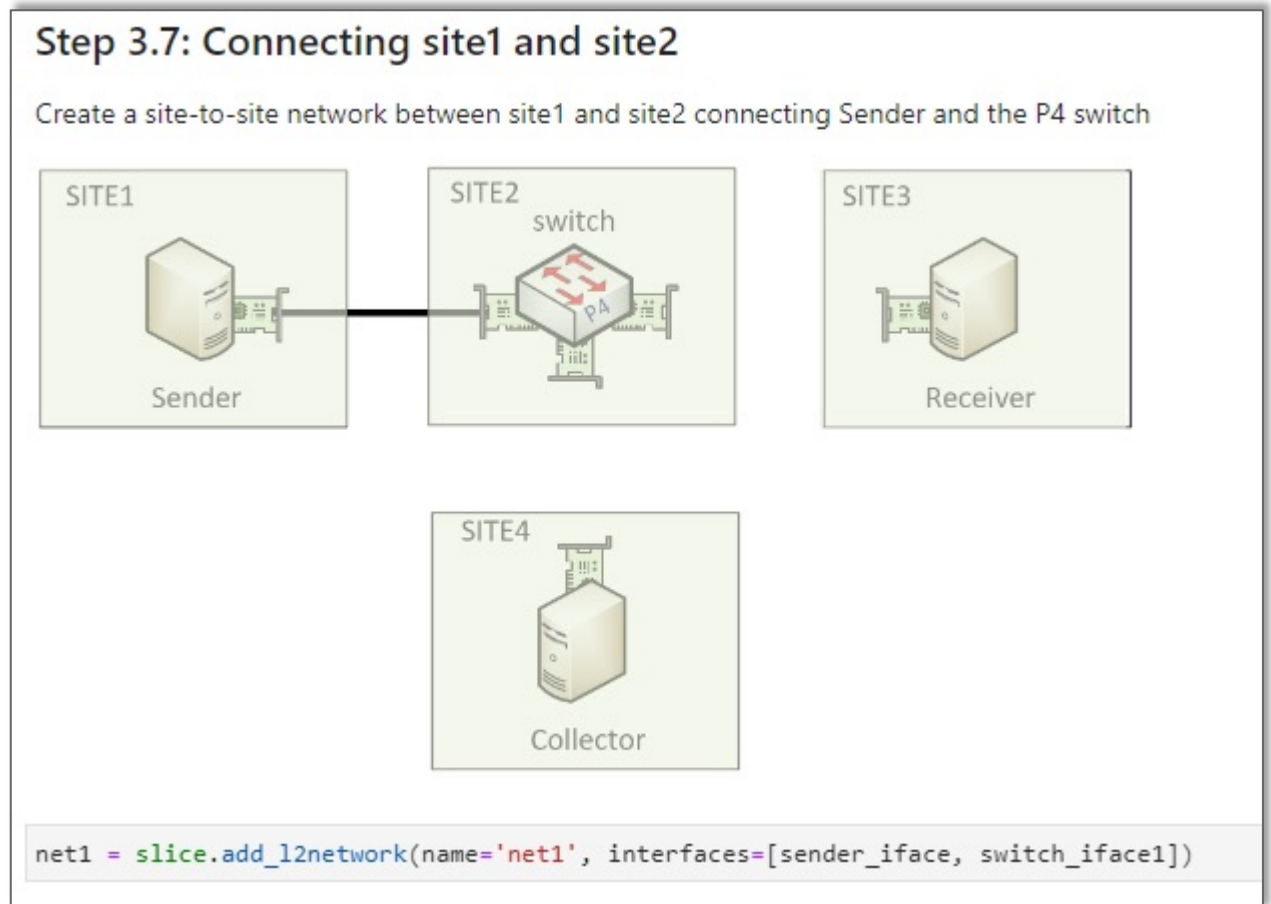 Step 3.7: Connecting site1 and site2
Create a site-to-site network between site1 and site2 connecting Sender and the P4 switch
SITE1
SITE2
SITE3
switch
P4
Sender
Receiver
SITE4
Collector
net1 = slice.add_l2network(name='net1', interfaces=[sender_iface, switch_iface1])